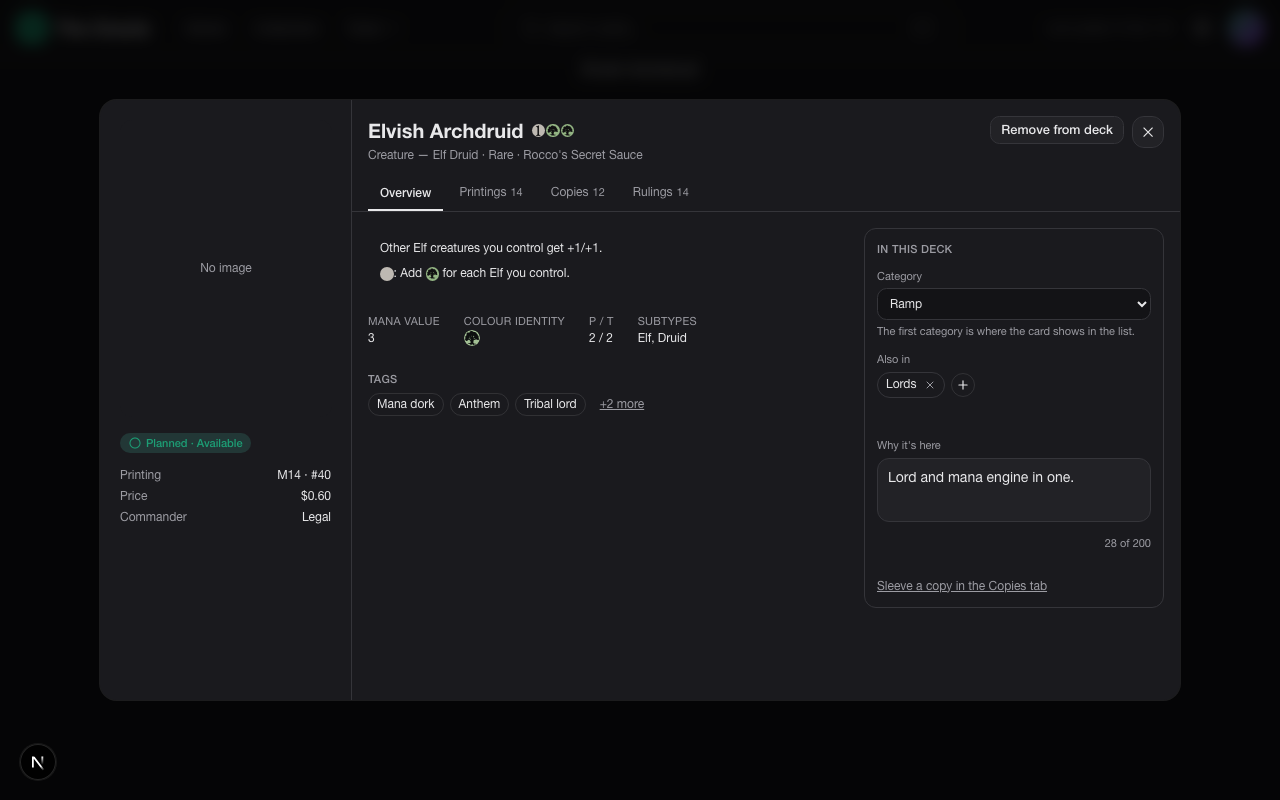 Elvish Archdruid 1
Creature — Elf Druid · Rare · Rocco's Secret Sauce
Remove from deck
Overview
Printings 14
Copies 12
Rulings 14
No image
Planned · Available
Printing M14 · #40
Price $0.60
Commander Legal
Other Elf creatures you control get +1/+1.
: Add for each Elf you control.
MANA VALUE
3
COLOUR IDENTITY
P / T
2 / 2
SUBTYPES
Elf, Druid
TAGS
Mana dork
Anthem
Tribal lord
+2 more
IN THIS DECK
Category
Ramp
The first category is where the card shows in the list.
Also in
Lords
Why it's here
Lord and mana engine in one.
28 of 200
Sleeve a copy in the Copies tab
N